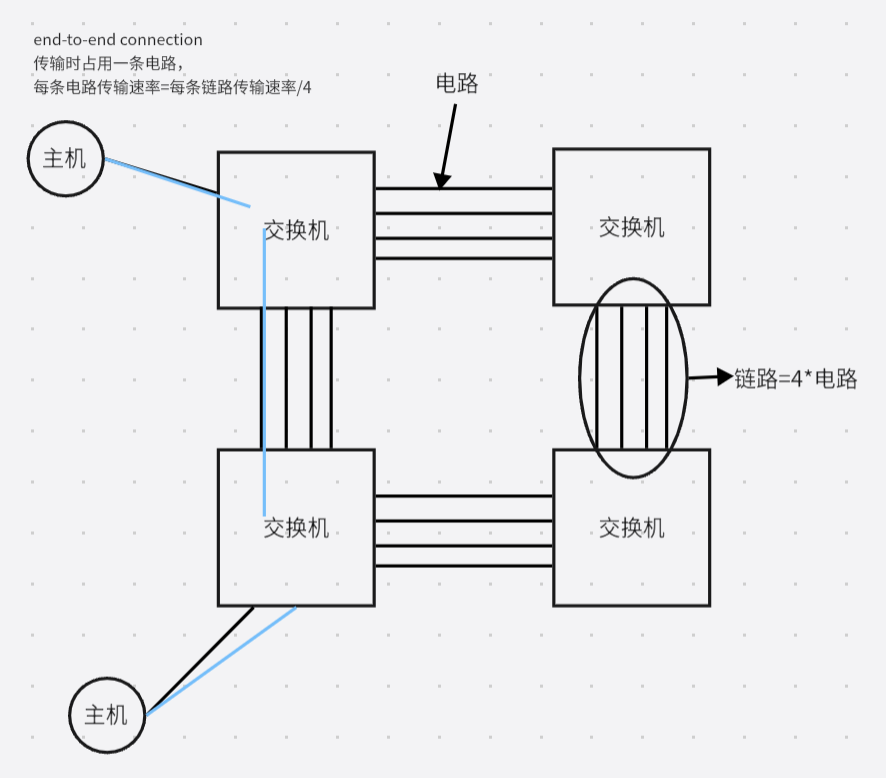 end-to-end connection
传输时占用一条电路，
每条电路传输速率=每条链路传输速率/4
电路
主机
交换机
交换机
链路=4*电路
交换机
交换机
主机